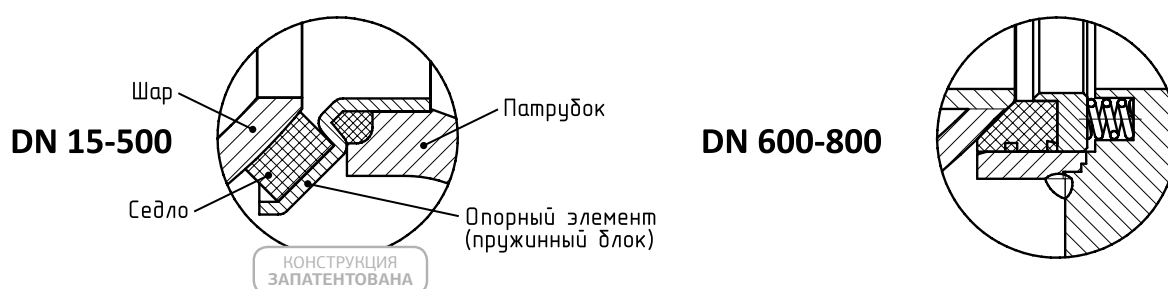 Шар
DN 15-500
Седло
Патрубок
Опорный элемент
(пружинный блок)
КОНСТРУКЦИЯ
ЗАПАТЕНТОВАНА
DN 600-800